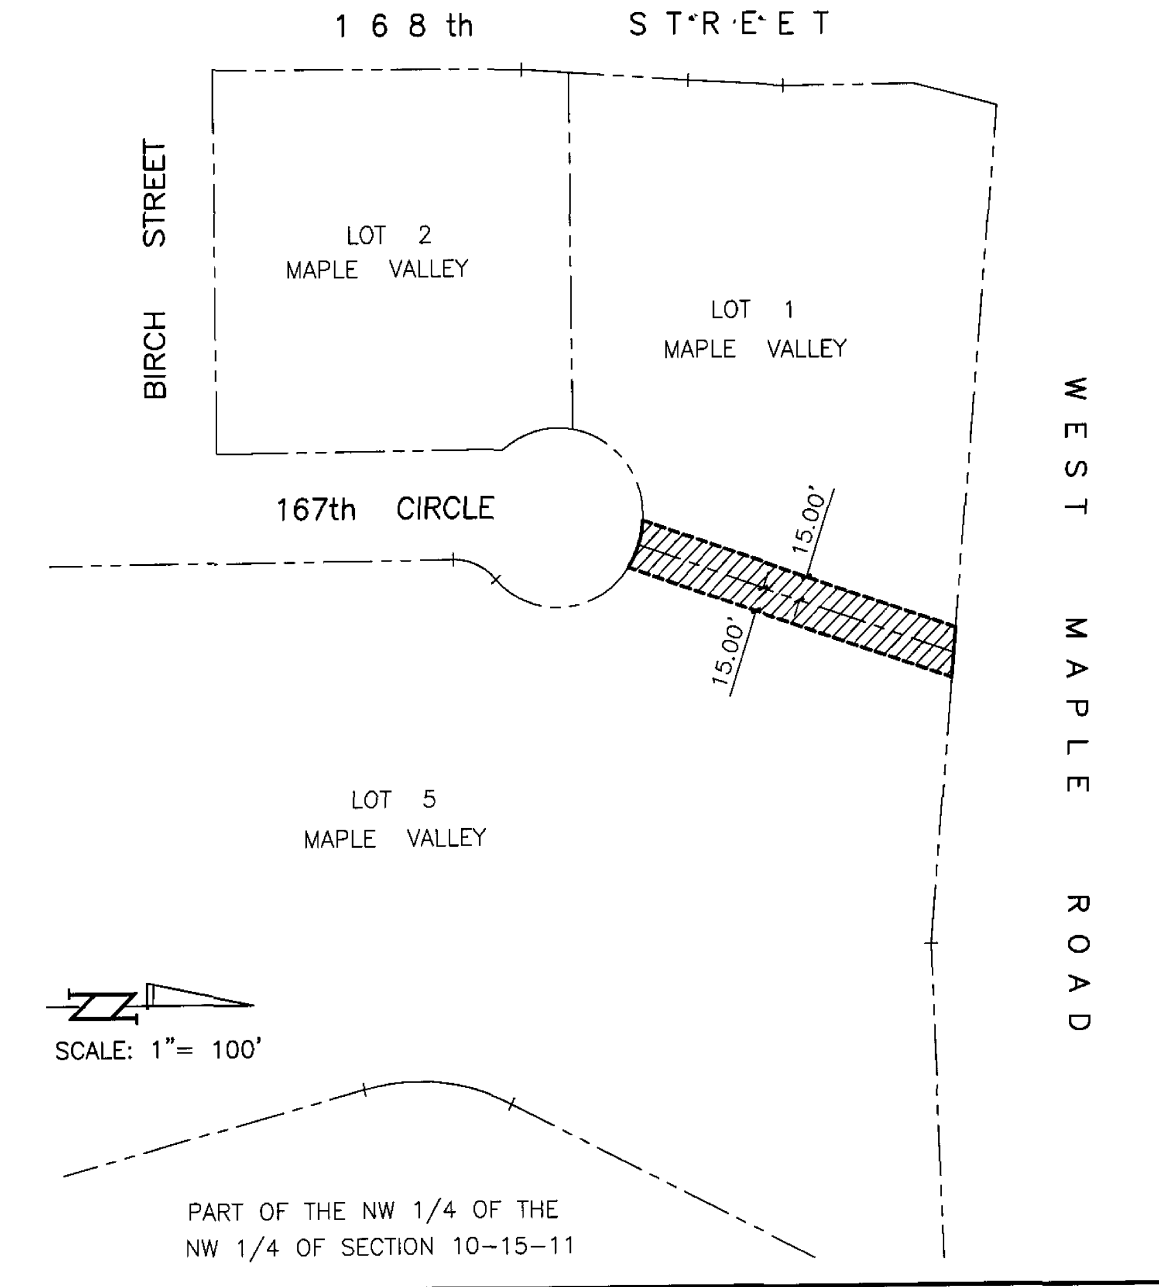 168th STREET
BIRCH STREET
LOT 2
MAPLE VALLEY
LOT 1
MAPLE VALLEY
WEST MAPLE ROAD
167th CIRCLE
15.00'
15.00'
LOT 5
MAPLE VALLEY
N
SCALE: 1"= 100'
PART OF THE NW 1/4 OF THE
NW 1/4 OF SECTION 10-15-11